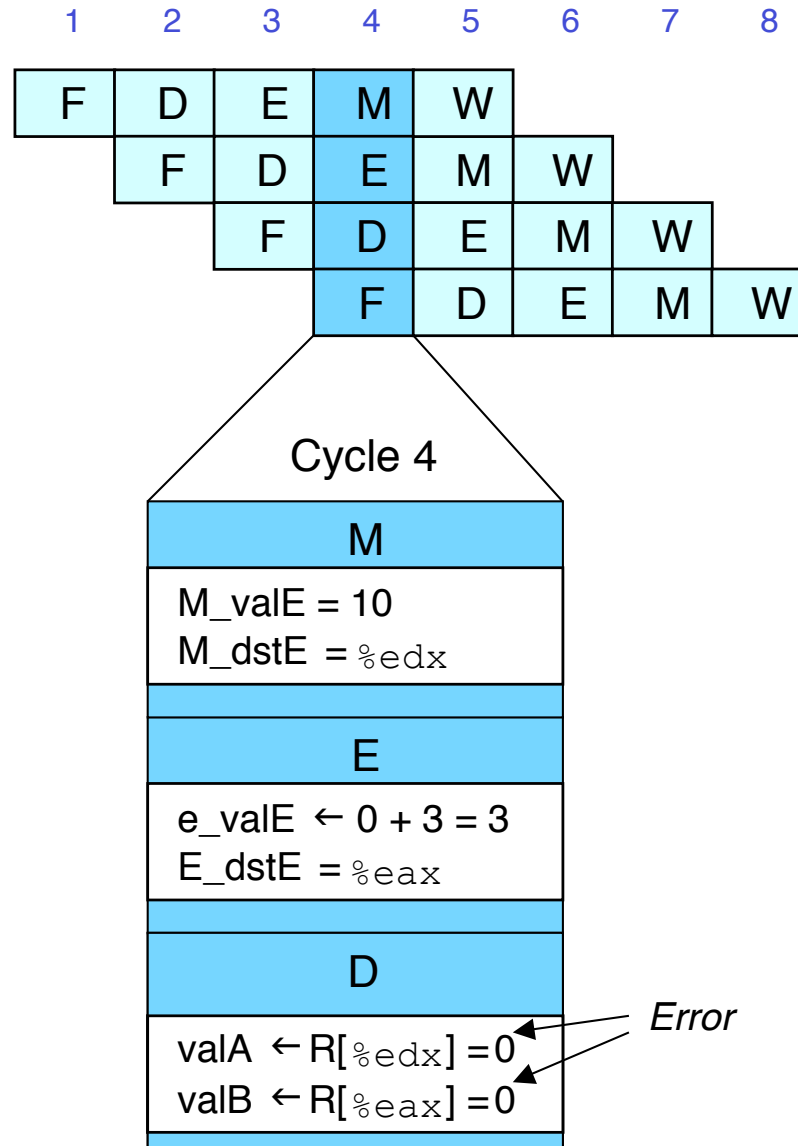 1 2 3 4 5 6 7 8
F D E M W
F D E M W
F D E M W
F D E M W
Cycle 4
M
M_valE = 10
M_dstE = %edx
E
e_valE ← 0 + 3 = 3
E_dstE = %eax
D
Error
valA ← R[%edx] = 0
valB ← R[%eax] = 0